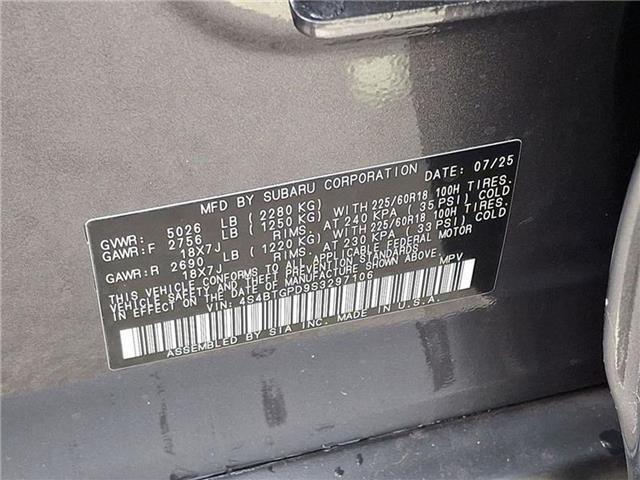 MFD BY SUBARU CORPORATION DATE: 07/25
GVWR: 5026 LB ( 2280 KG)
GAWR:F 2756 LB ( 1250 KG) WITH 225/60R18 100H TIRES.
18X7J RIMS. AT 240 KPA ( 35 PSI) COLD
GAWR:R 2690 LB ( 1220 KG) WITH 225/60R18 100H TIRES.
18X7J RIMS. AT 230 KPA ( 33 PSI) COLD
THIS VEHICLE CONFORMS TO ALL APPLICABLE FEDERAL MOTOR
VEHICLE SAFETY AND THEFT PREVENTION STANDARDS
IN EFFECT ON THE DATE OF MANUFACTURE SHOWN ABOVE.
VIN: 4S4BTGPD9S3297106 MPV
ASSEMBLED BY SIA INC. MADE IN U.S.A.